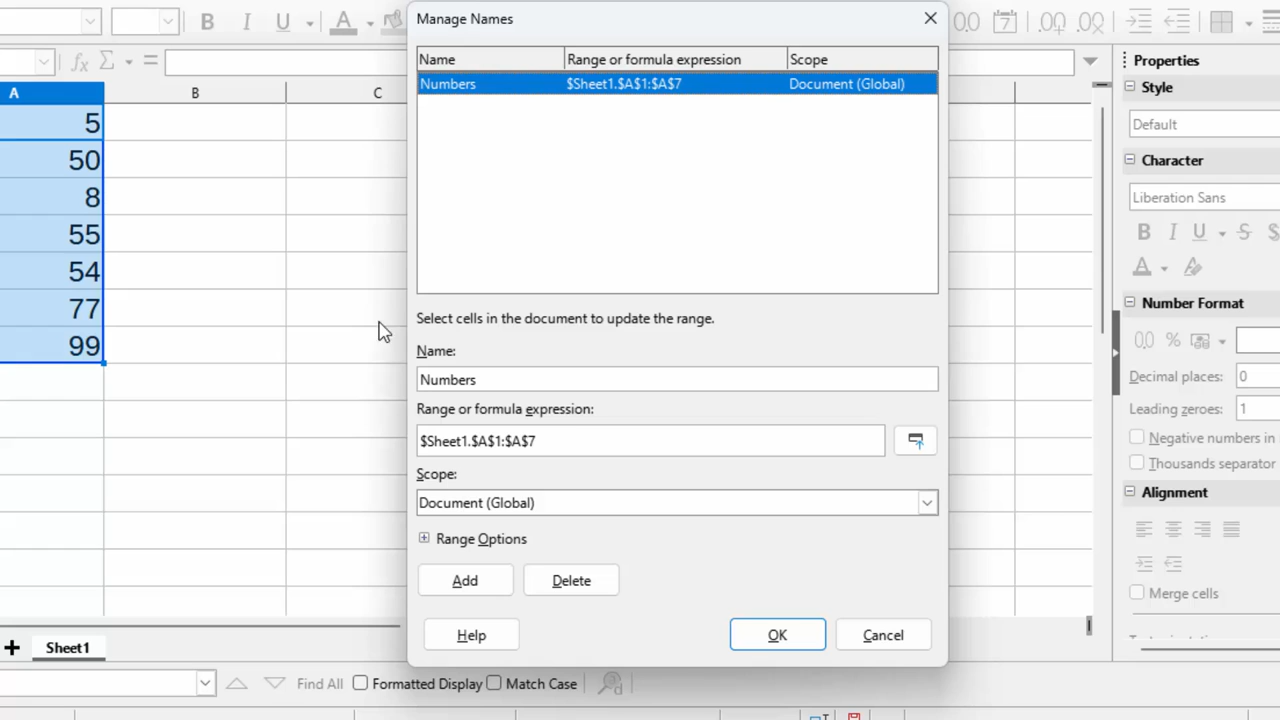 Manage Names
Name Range or formula expression Scope
Numbers $Sheet1.$A$1:$A$7 Document (Global)
Select cells in the document to update the range.
Name:
Numbers
Range or formula expression:
$Sheet1.$A$1:$A$7
Scope:
Document (Global)
Range Options
Add Delete
Help OK Cancel
A B C
5
50
8
55
54
77
99
Sheet1
Find All Formatted Display Match Case
Properties
Style
Default
Character
Liberation Sans
Number Format
Decimal places: 0
Leading zeroes: 1
Negative numbers in
Thousands separator
Alignment
Merge cells